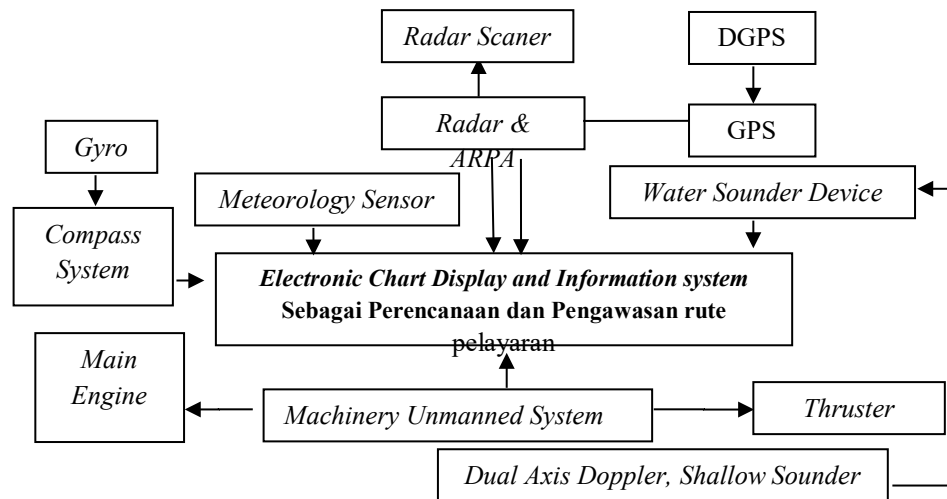 Radar Scaner
DGPS
Radar &
ARPA
GPS
Gyro
Meteorology Sensor
Water Sounder Device
Compass
System
Electronic Chart Display and Information system
Sebagai Perencanaan dan Pengawasan rute
pelayaran
Main
Engine
Machinery Unmanned System
Thruster
Dual Axis Doppler, Shallow Sounder